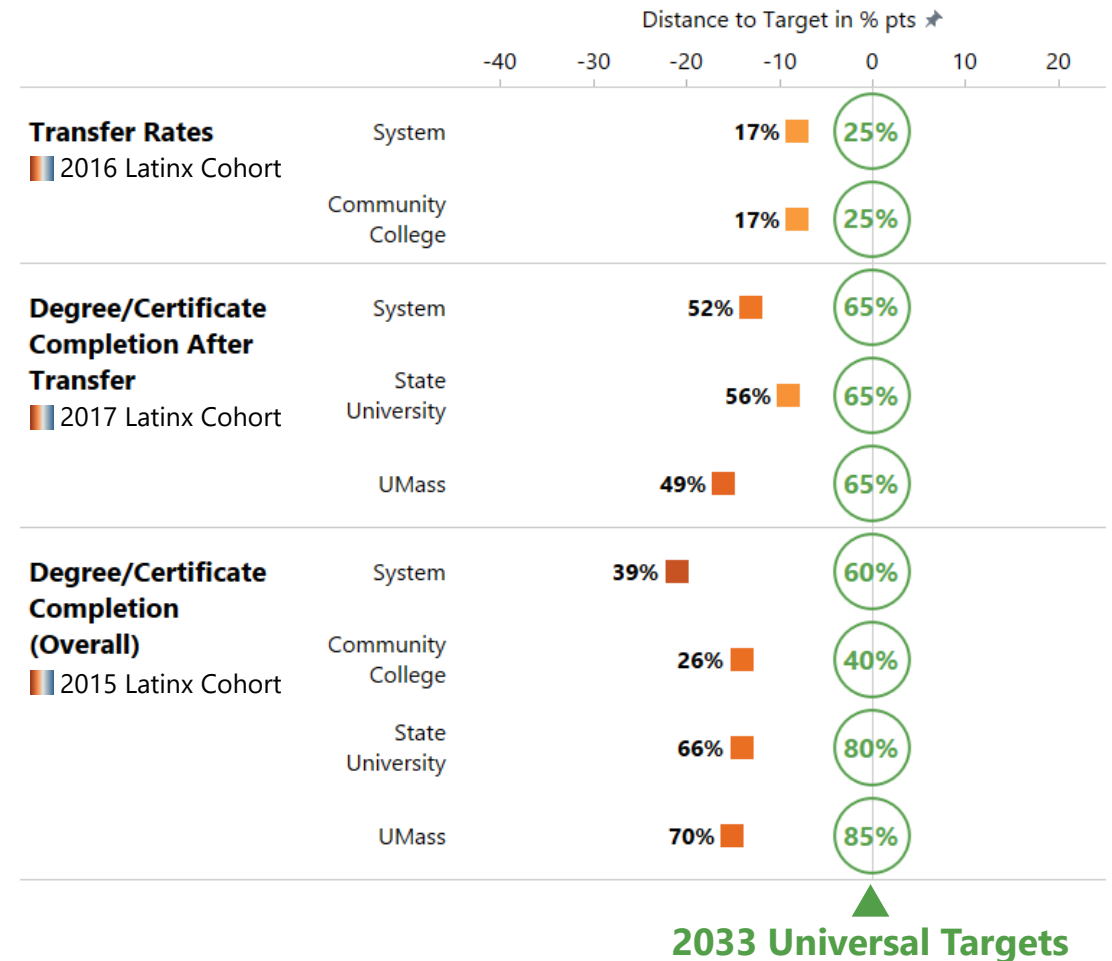 Distance to Target in % pts
-40 -30 -20 -10 0 10 20
Transfer Rates
2016 Latinx Cohort
System
17% 25%
Community
College
17% 25%
Degree/Certificate
Completion After
Transfer
2017 Latinx Cohort
System
52% 65%
State
University
56% 65%
UMass
49% 65%
Degree/Certificate
Completion
(Overall)
2015 Latinx Cohort
System
39% 60%
Community
College
26% 40%
State
University
66% 80%
UMass
70% 85%
2033 Universal Targets